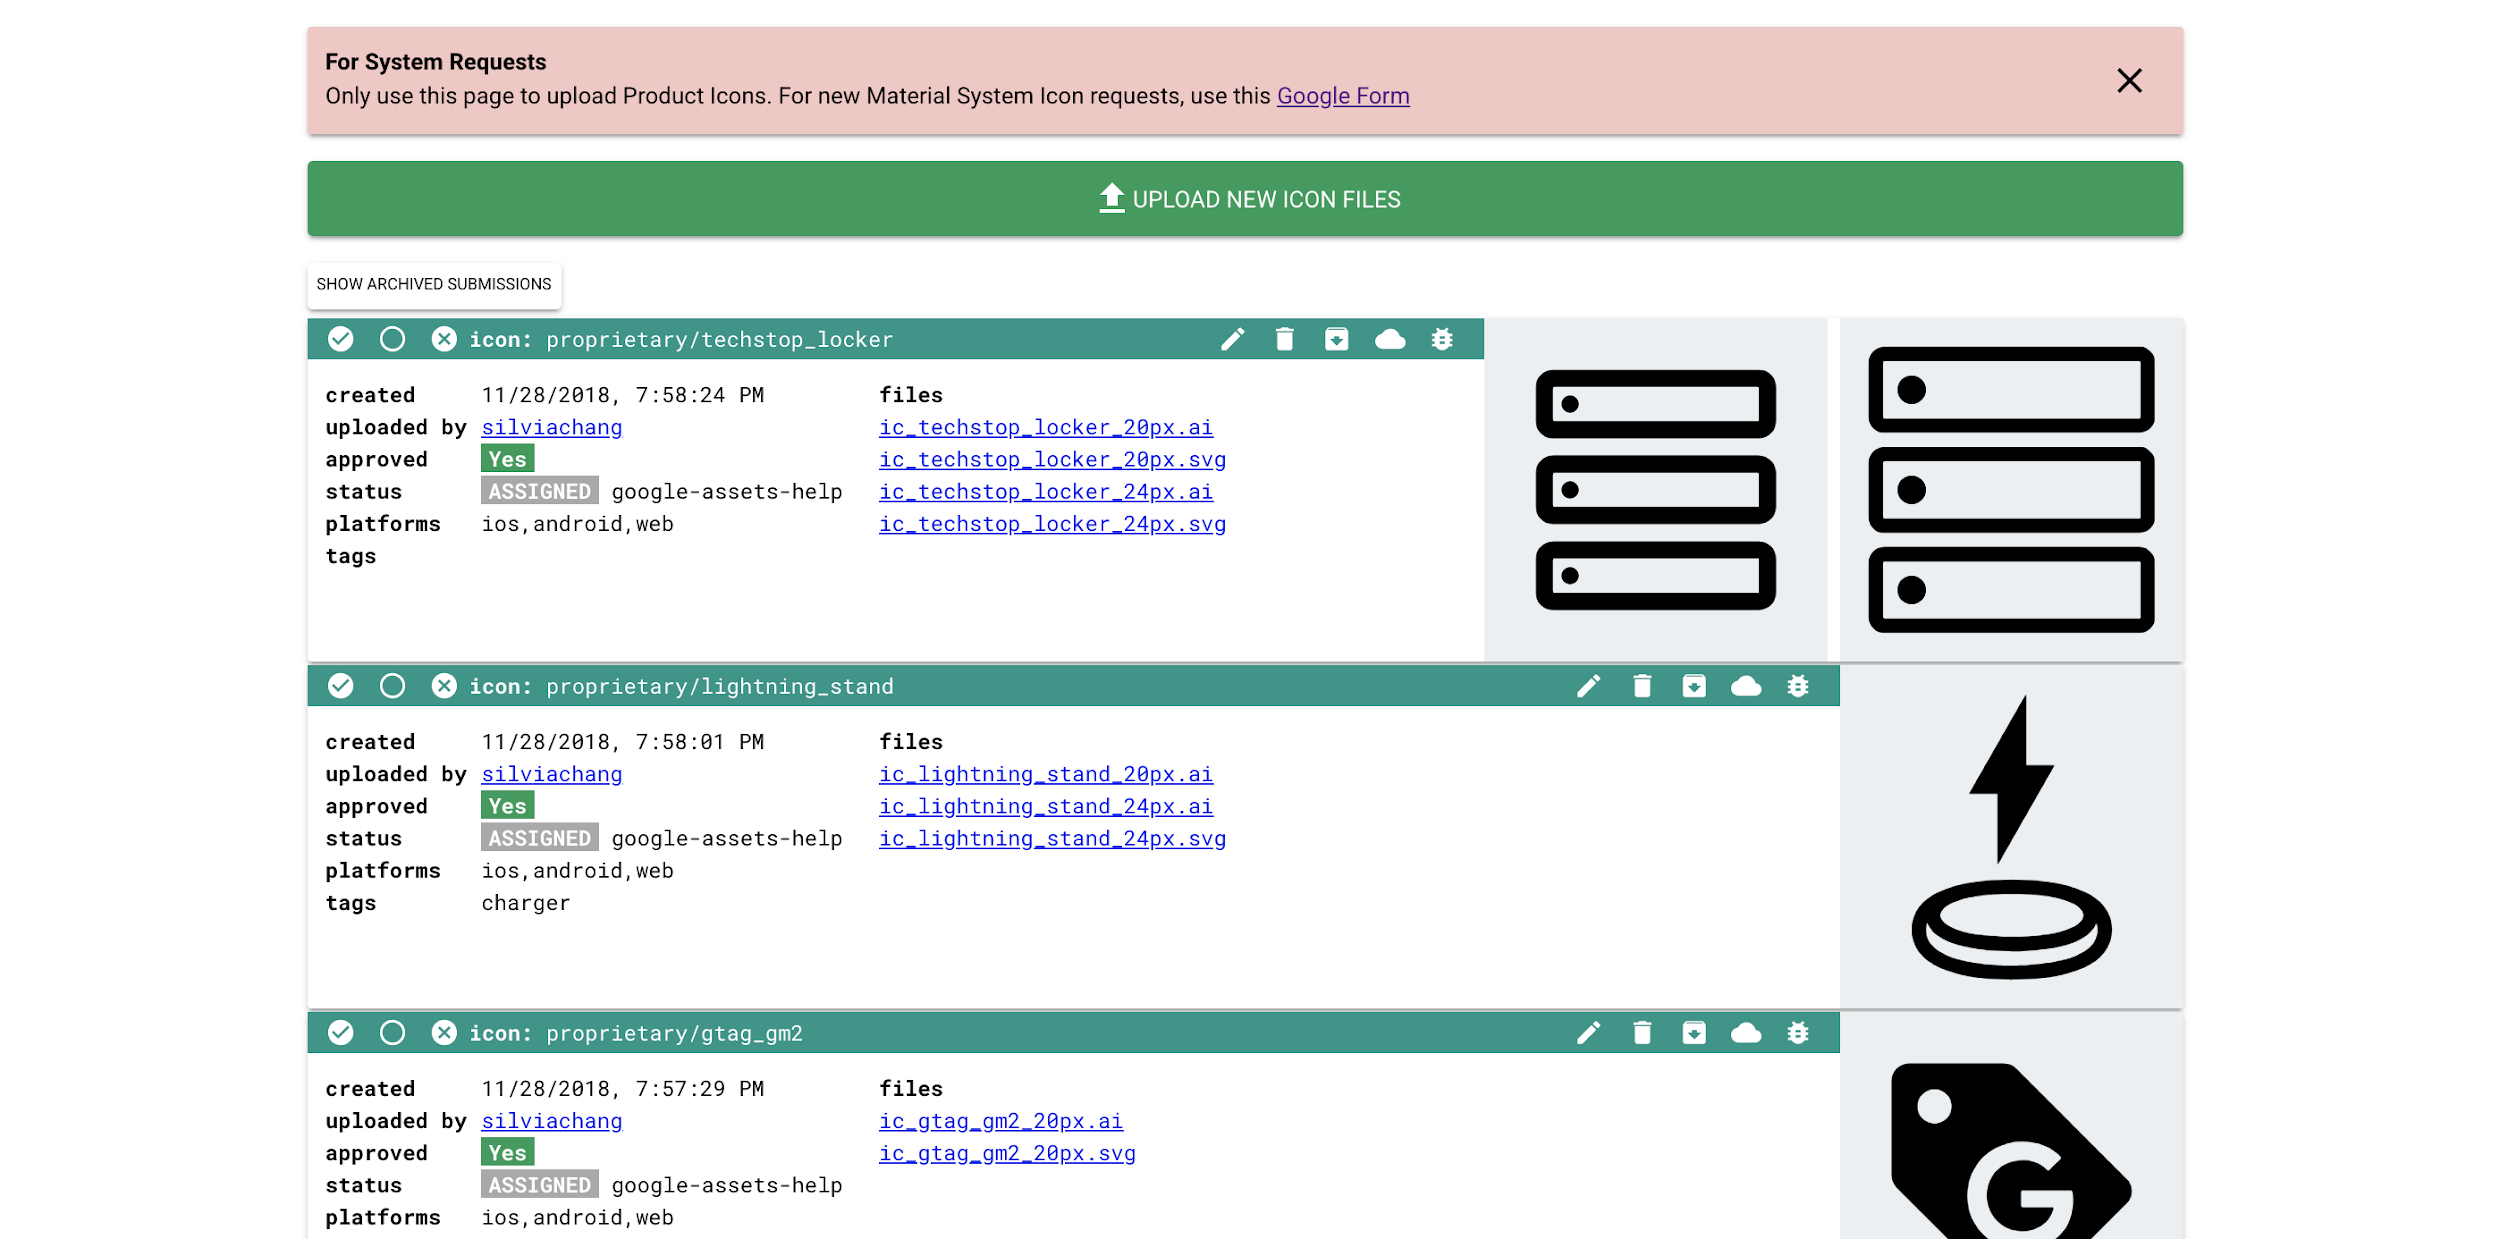 For System Requests
Only use this page to upload Product Icons. For new Material System Icon requests, use this Google Form
UPLOAD NEW ICON FILES
SHOW ARCHIVED SUBMISSIONS
icon: proprietary/techstop_locker
created 11/28/2018, 7:58:24 PM
uploaded by silviachang
approved Yes
status ASSIGNED google-assets-help
platforms ios,android,web
tags
files
ic_techstop_locker_20px.ai
ic_techstop_locker_20px.svg
ic_techstop_locker_24px.ai
ic_techstop_locker_24px.svg
icon: proprietary/lightning_stand
created 11/28/2018, 7:58:01 PM
uploaded by silviachang
approved Yes
status ASSIGNED google-assets-help
platforms ios,android,web
tags charger
files
ic_lightning_stand_20px.ai
ic_lightning_stand_24px.ai
ic_lightning_stand_24px.svg
icon: proprietary/gtag_gm2
created 11/28/2018, 7:57:29 PM
uploaded by silviachang
approved Yes
status ASSIGNED google-assets-help
platforms ios,android,web
files
ic_gtag_gm2_20px.ai
ic_gtag_gm2_20px.svg
G